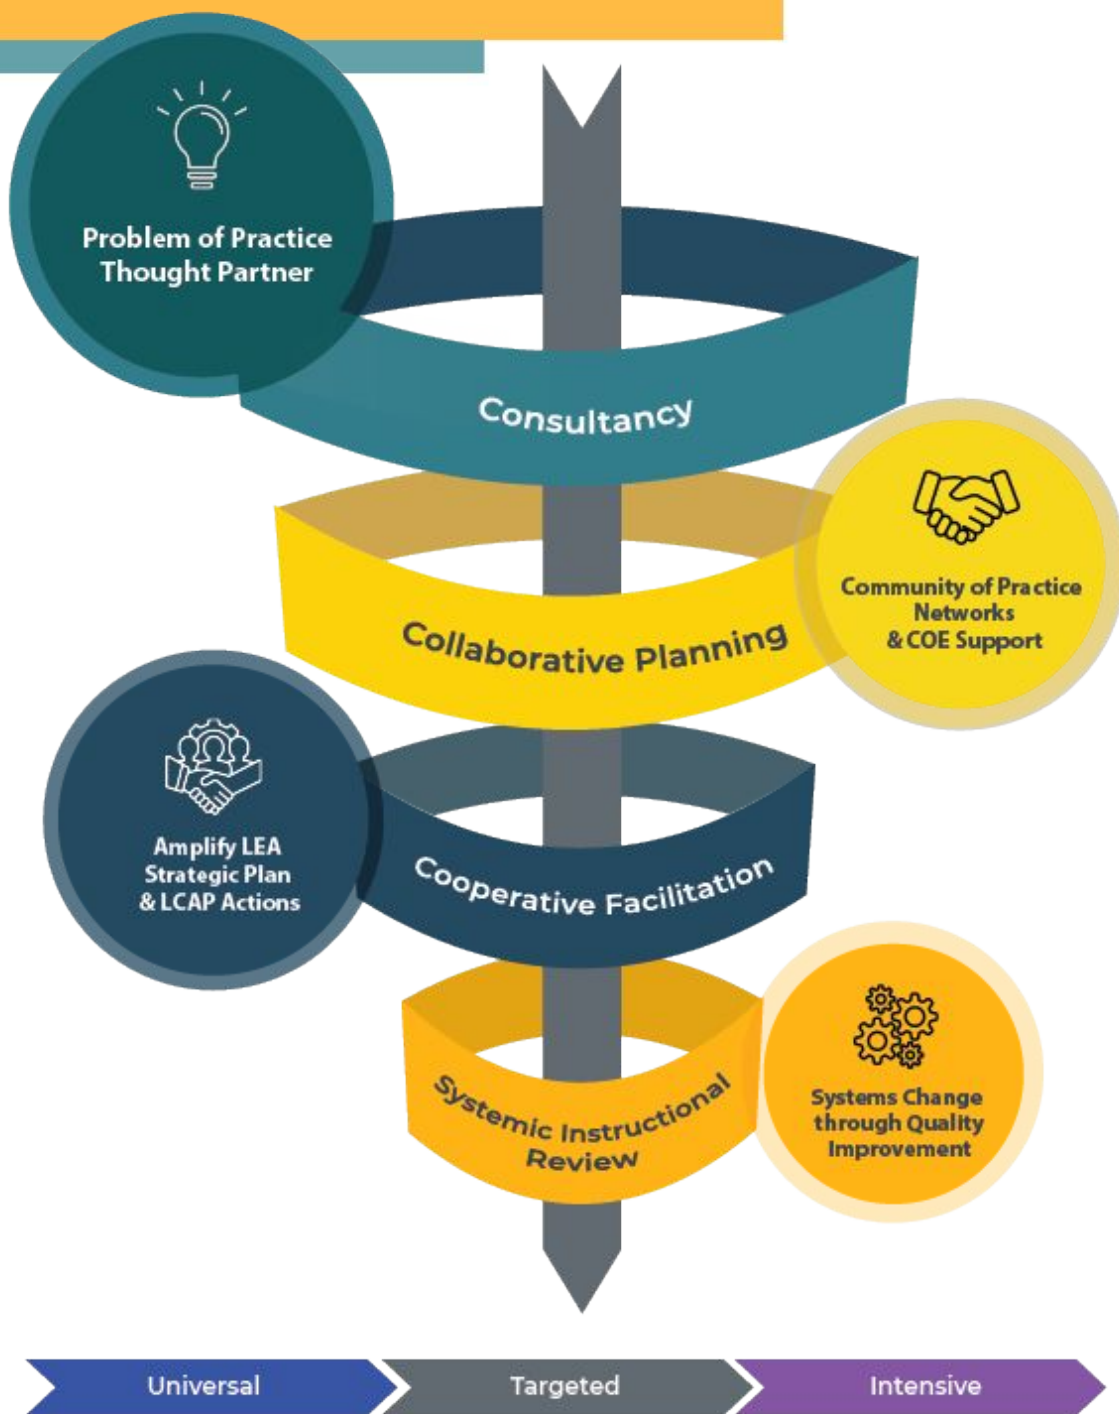 Problem of Practice
Thought Partner
Consultancy
Community of Practice
Networks
& COE Support
Collaborative Planning
Amplify LEA
Strategic Plan
& LCAP Actions
Cooperative Facilitation
Systems Change
through Quality
Improvement
Systemic Instructional
Review
Universal
Targeted
Intensive